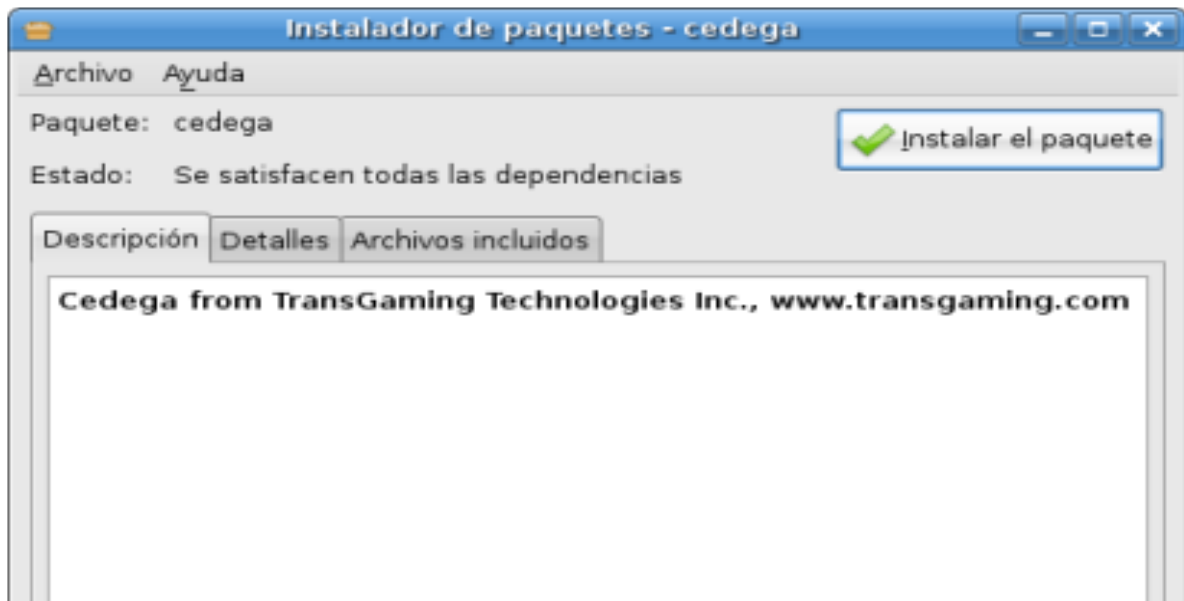 Instalador de paquetes - cedega
Archivo Ayuda
Paquete: cedega
Instalar el paquete
Estado: Se satisfacen todas las dependencias
Descripción Detalles Archivos incluidos
Cedega from TransGaming Technologies Inc., www.transgaming.com